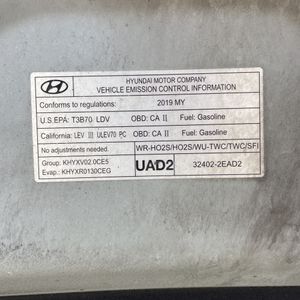 HYUNDAI MOTOR COMPANY
VEHICLE EMISSION CONTROL INFORMATION
Conforms to regulations: 2019 MY
U.S.EPA: T3B70 LDV OBD: CA II Fuel: Gasoline
California: LEV III ULEV70 PC OBD: CA II Fuel: Gasoline
No adjustments needed. WR-HO2S/HO2S/WU-TWC/TWC/SFI
Group: KHYXV02.0CE5
Evap.: KHYXR0130CEG
UAD2 32402-2EAD2